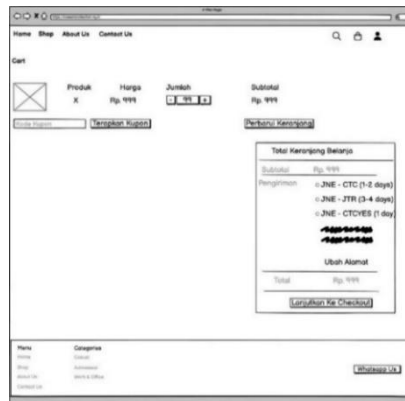 Home Shop About Us Contact Us
Cart
Produk Harga Jumlah Subtotal
X Rp. 999 - 99 + Rp. 999
Kode Kupon Terapkan Kupon Perbarui Keranjang
Total Keranjang Belanja
Subtotal Rp. 999
Pengiriman JNE - CTC (1-2 days)
JNE - JTR (3-4 days)
JNE - CTCYES (1 day)
Ubah Alamat
Total Rp. 999
Lanjutkan Ke Checkout
Menu Categories
Home
Shop
About Us
Contact Us
Whatsapp Us